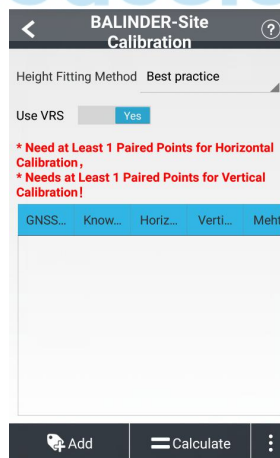 BALINDER-Site
Calibration
?
Height Fitting Method Best practice
Use VRS Yes
* Need at Least 1 Paired Points for Horizontal
Calibration，
* Needs at Least 1 Paired Points for Vertical
Calibration！
GNSS... Know... Horiz... Verti... Meht
Add Calculate